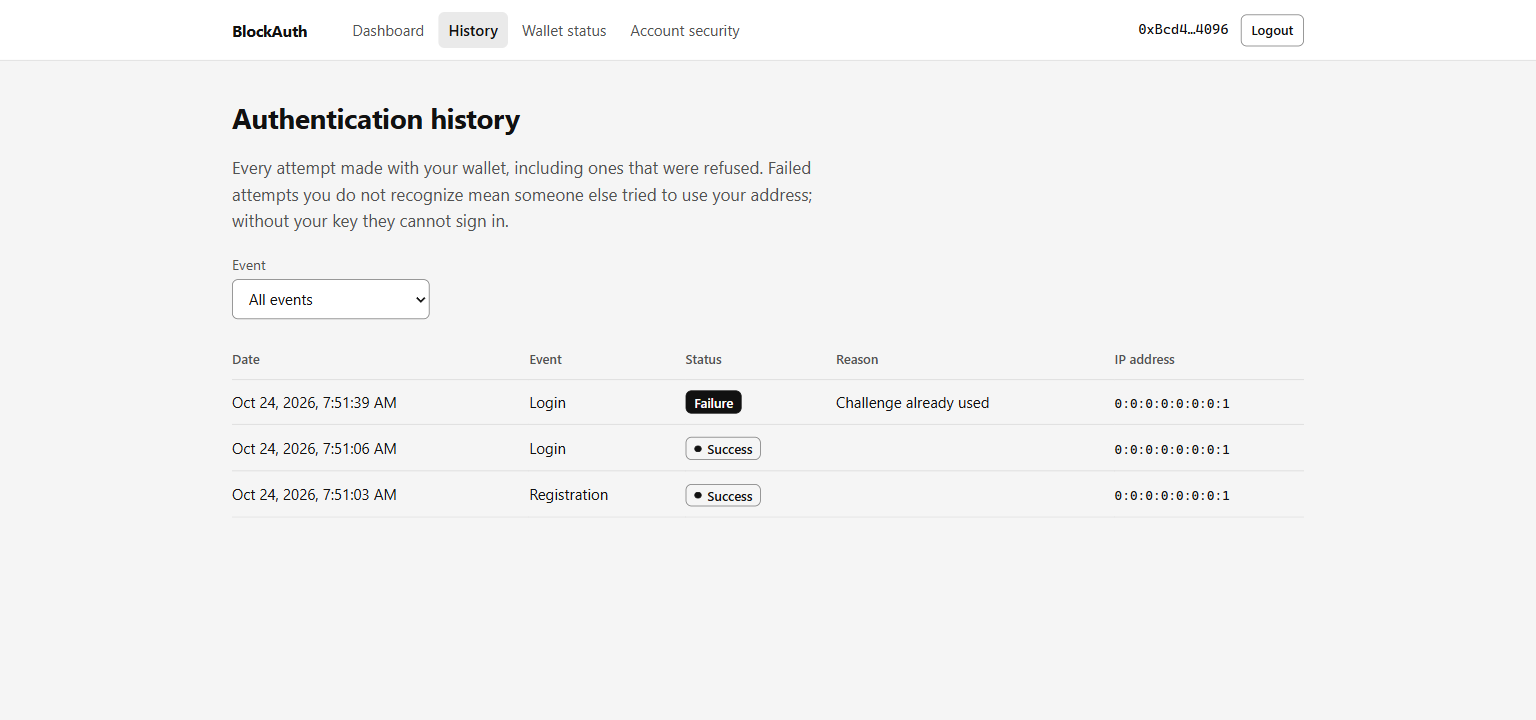 BlockAuth Dashboard History Wallet status Account security 0xBcd4…4096 Logout
Authentication history
Every attempt made with your wallet, including ones that were refused. Failed
attempts you do not recognize mean someone else tried to use your address;
without your key they cannot sign in.
Event
All events
Date Event Status Reason IP address
Oct 24, 2026, 7:51:39 AM Login Failure Challenge already used 0:0:0:0:0:0:0:1
Oct 24, 2026, 7:51:06 AM Login Success 0:0:0:0:0:0:0:1
Oct 24, 2026, 7:51:03 AM Registration Success 0:0:0:0:0:0:0:1